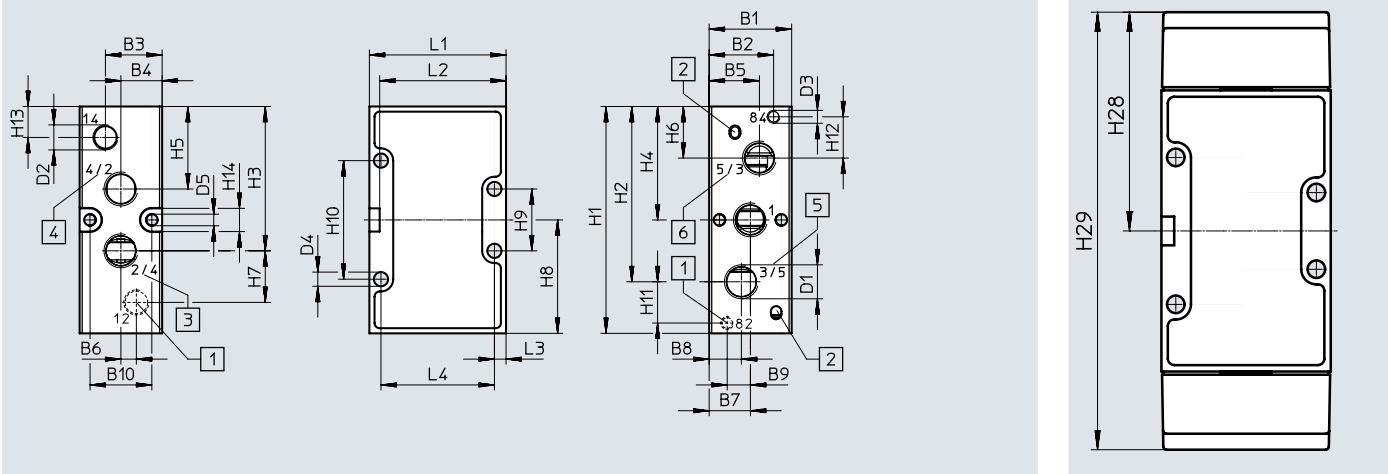 B3
B4
H13
D2
14
4/2
4
H5
D5
H14
H3
2/4
H7
12
3
1
B6
B10
L1
L2
H10
D4
H9
H8
L3
L4
B1
B2
B5
2
D3
84
H6
H12
5/3
H1
H2
H4
1
5
6
1
3/5
D1
H11
82
2
B8
B9
B7
H28
H29